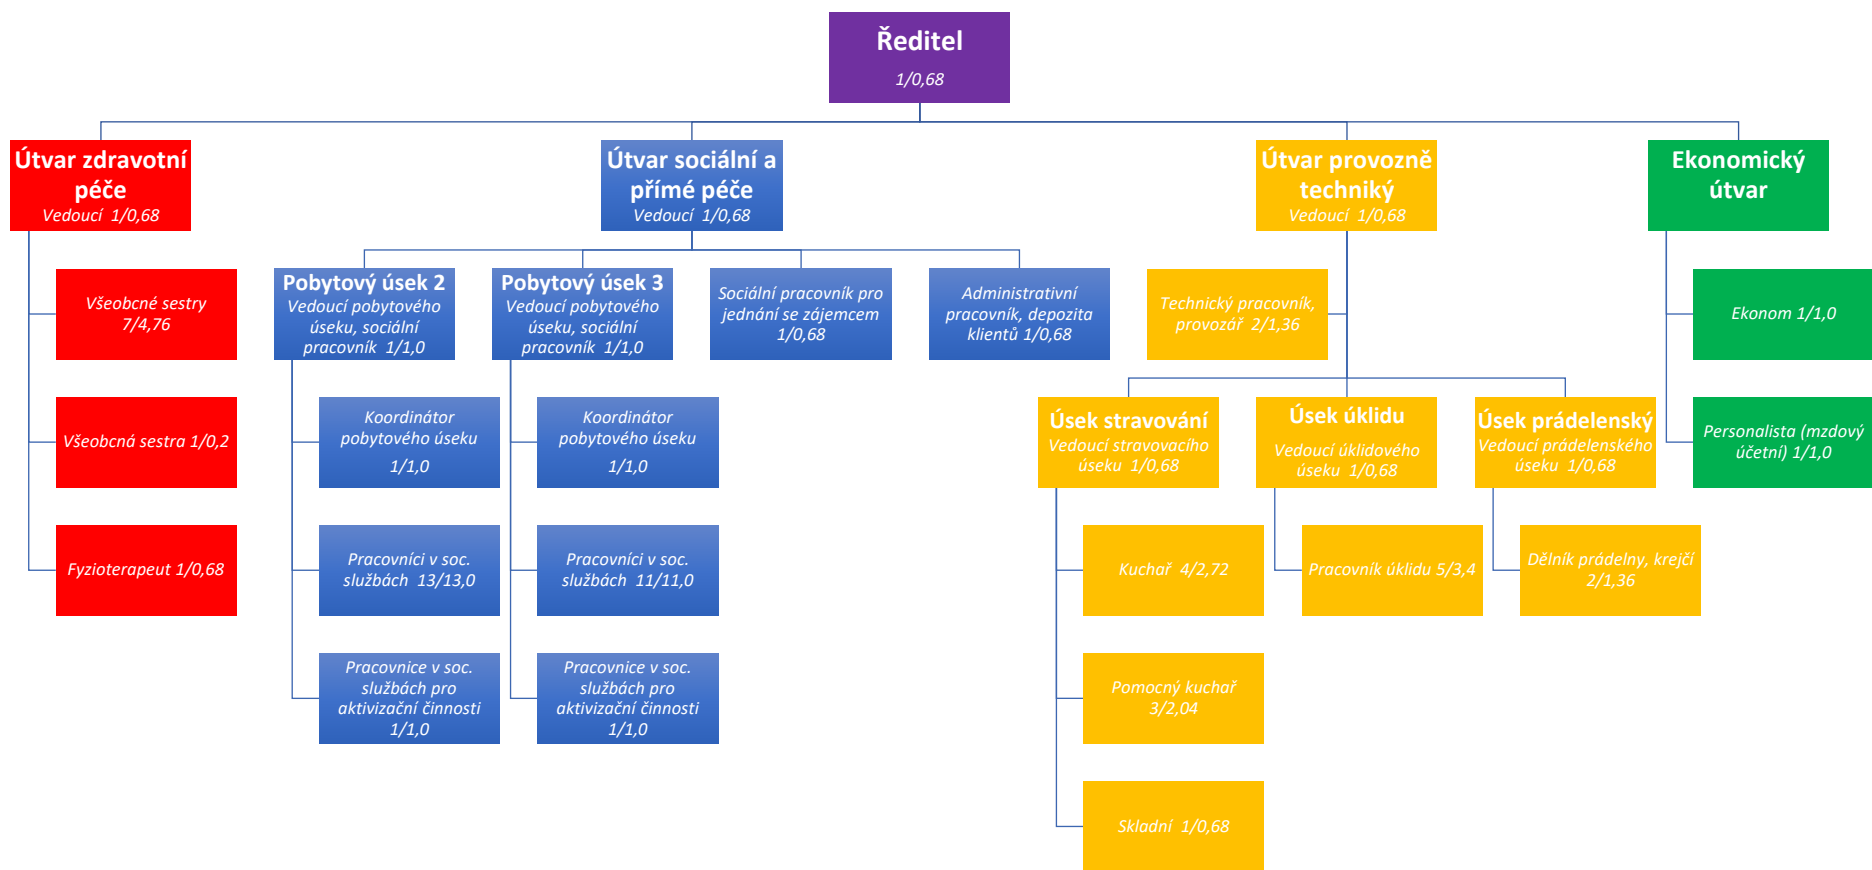 Ředitel
1/0,68
Útvar zdravotní
péče
Vedoucí 1/0,68
Všeobcné sestry
7/4,76
Všeobcná sestra 1/0,2
Fyzioterapeut 1/0,68
Útvar sociální a
přímé péče
Vedoucí 1/0,68
Pobytový úsek 2
Vedoucí pobytového
úseku, sociální
pracovník 1/1,0
Koordinátor
pobytového úseku
1/1,0
Pracovníci v soc.
službách 13/13,0
Pracovnice v soc.
službách pro
aktivizační činnosti
1/1,0
Pobytový úsek 3
Vedoucí pobytového
úseku, sociální
pracovník 1/1,0
Koordinátor
pobytového úseku
1/1,0
Pracovníci v soc.
službách 11/11,0
Pracovnice v soc.
službách pro
aktivizační činnosti
1/1,0
Sociální pracovník pro
jednání se zájemcem
1/0,68
Administrativní
pracovník, depozita
klientů 1/0,68
Útvar provozně
techniký
Vedoucí 1/0,68
Technický pracovník,
provozář 2/1,36
Úsek stravování
Vedoucí stravovacího
úseku 1/0,68
Kuchař 4/2,72
Pomocný kuchař
3/2,04
Skladní 1/0,68
Úsek úklidu
Vedoucí úklidového
úseku 1/0,68
Pracovník úklidu 5/3,4
Úsek prádelenský
Vedoucí prádelenského
úseku 1/0,68
Dělník prádelny, krejčí
2/1,36
Ekonomický
útvar
Ekonom 1/1,0
Personalista (mzdový
účetní) 1/1,0